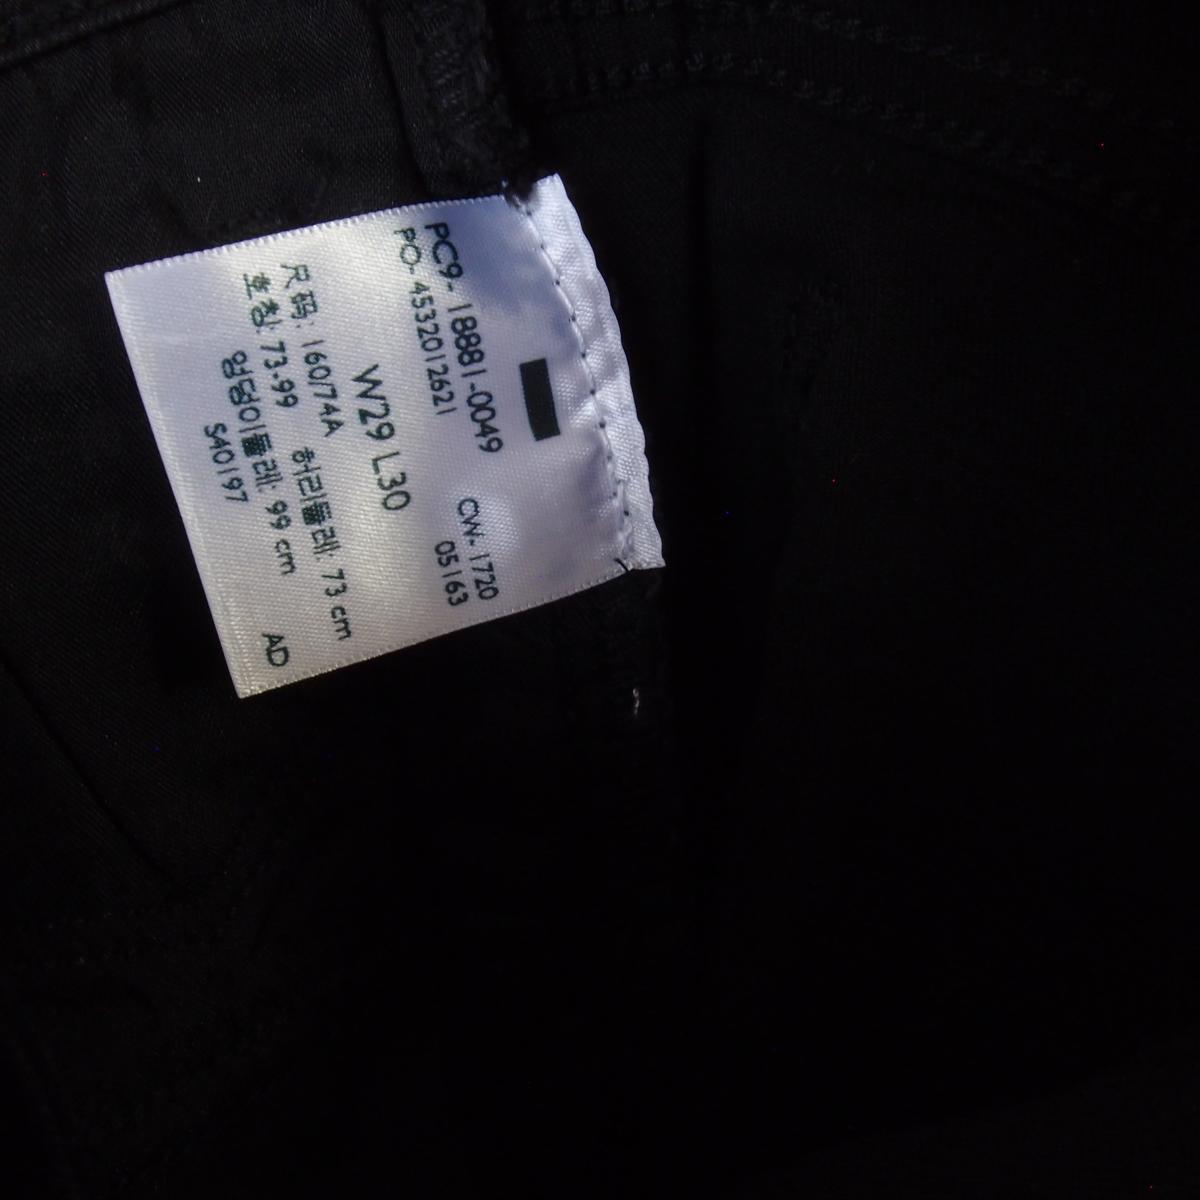 PC9-18881-0049 CW-1720
PO-4532012621 05163
W29 L30
尺码: 160/74A
호칭: 73-99 허리둘레: 73 cm
엉덩이둘레: 99 cm AD
S40197